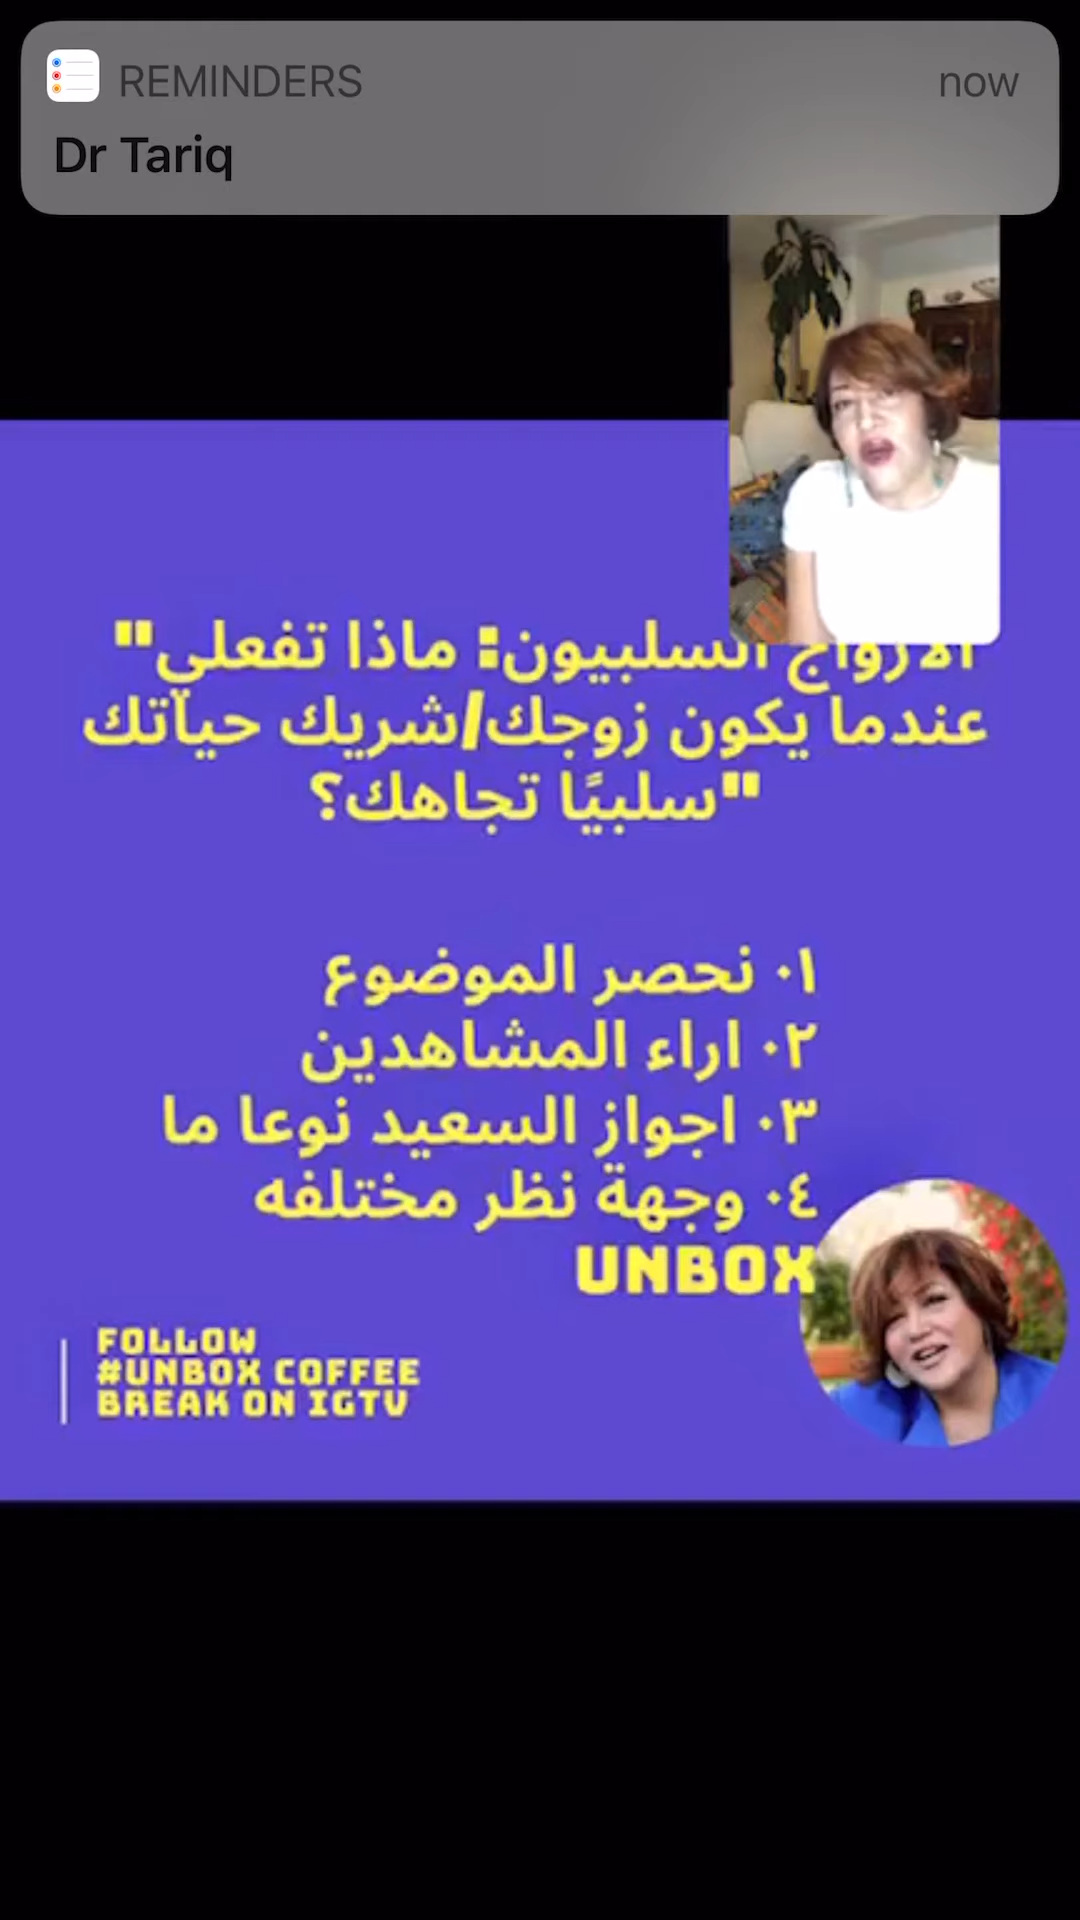 REMINDERS
now
Dr Tariq
السلبيون: ماذا تفعلي"
عندما يكون زوجك/شريك حياتك
"سلبيًا تجاهك؟
٠١ نحصر الموضوع
٠٢ اراء المشاهدين
٠٣ اجواز السعيد نوعا ما
٠٤ وجهة نظر مختلفه
UNBOX
FOLLOW
#UNBOX COFFEE
BREAK ON IGTV